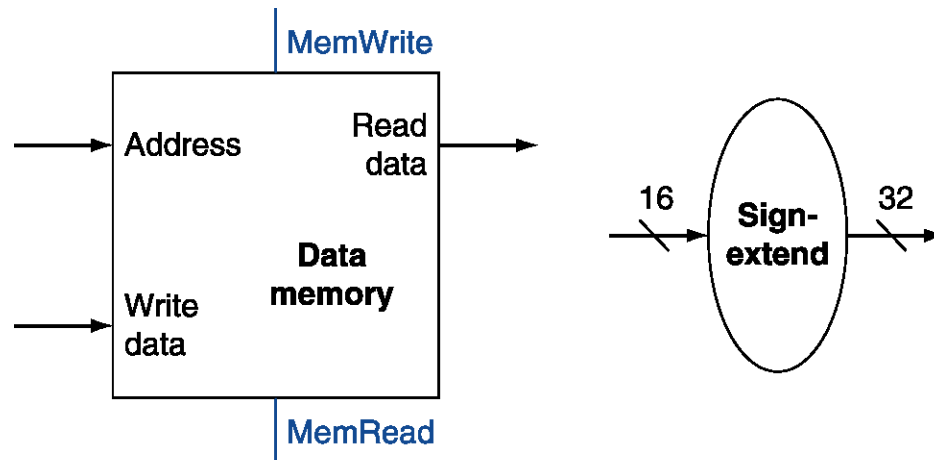 MemWrite
Address
Read
data
Data
memory
Write
data
MemRead
16
Sign-
extend
32